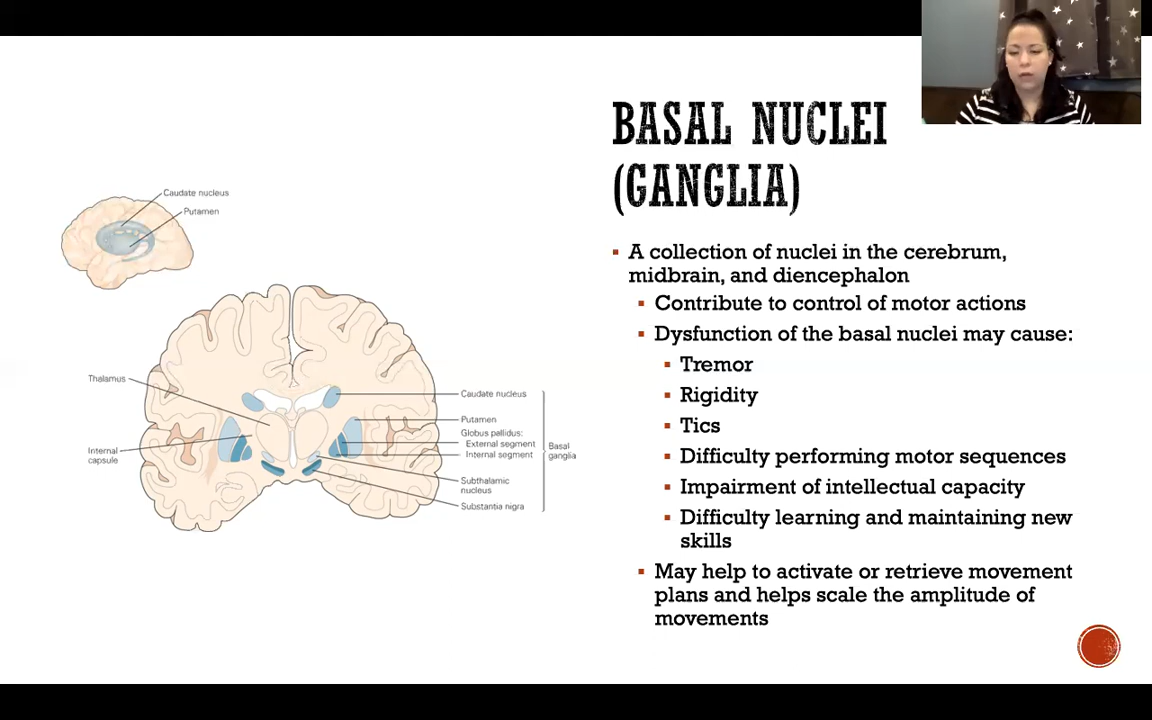 BASAL NUCLEI
(GANGLIA)
▪ A collection of nuclei in the cerebrum,
midbrain, and diencephalon
▪ Contribute to control of motor actions
▪ Dysfunction of the basal nuclei may cause:
▪ Tremor
▪ Rigidity
▪ Tics
▪ Difficulty performing motor sequences
▪ Impairment of intellectual capacity
▪ Difficulty learning and maintaining new
skills
▪ May help to activate or retrieve movement
plans and helps scale the amplitude of
movements
Caudate nucleus
Putamen
Thalamus
Internal
capsule
Caudate nucleus
Putamen
Globus pallidus:
External segment
Internal segment
Subthalamic
nucleus
Substantia nigra
Basal
ganglia